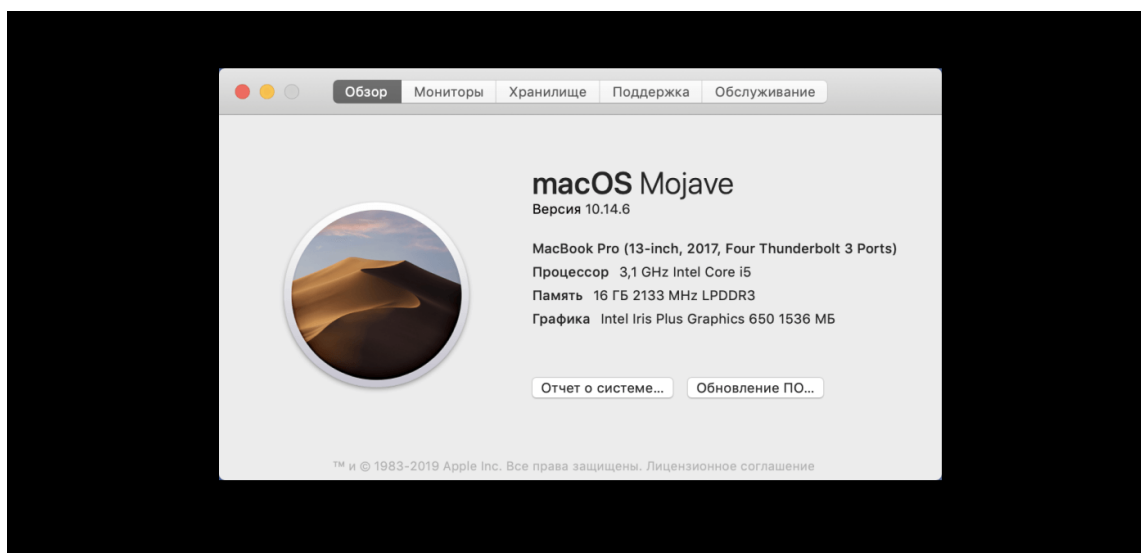 Обзор Мониторы Хранилище Поддержка Обслуживание
macOS Mojave
Версия 10.14.6
MacBook Pro (13-inch, 2017, Four Thunderbolt 3 Ports)
Процессор 3,1 GHz Intel Core i5
Память 16 ГБ 2133 MHz LPDDR3
Графика Intel Iris Plus Graphics 650 1536 МБ
Отчет о системе... Обновление ПО...
™ и © 1983-2019 Apple Inc. Все права защищены. Лицензионное соглашение